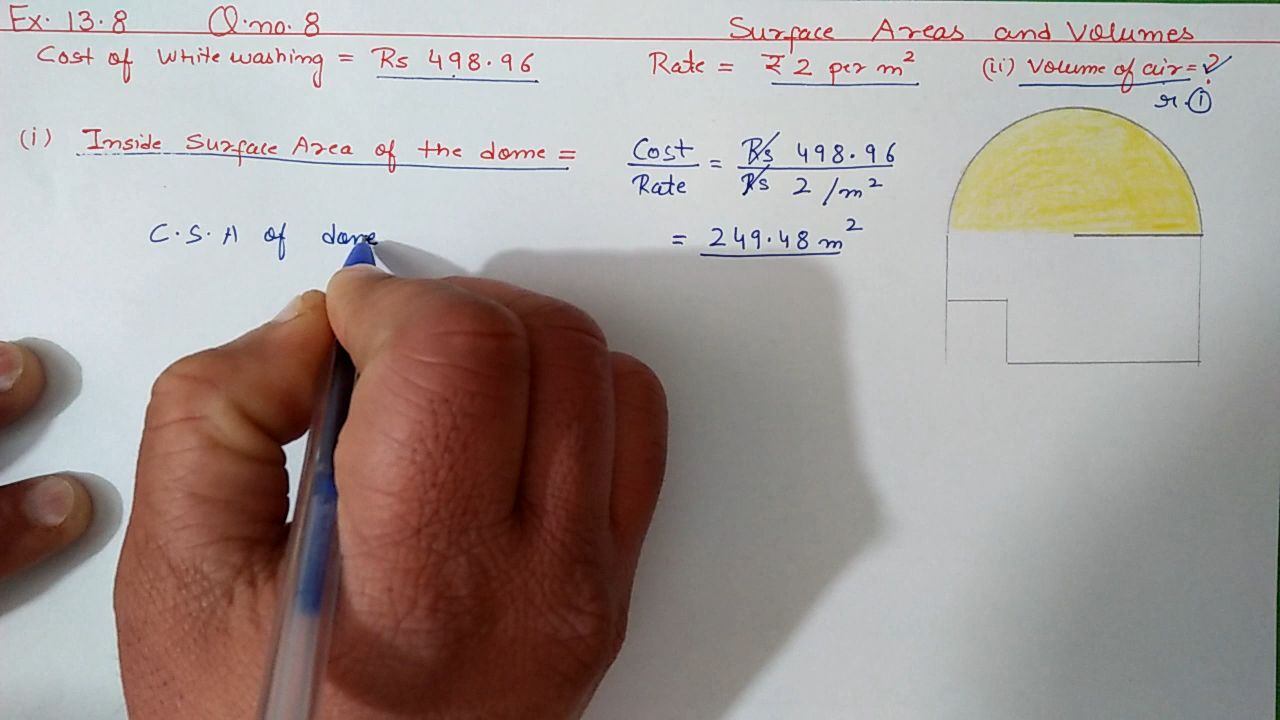 Ex. 13.8 Q.no. 8 Surface Areas and Volumes
Cost of White washing = Rs 498.96 Rate = ₹ 2 per m² (ii) Volume of air = ?
r. ①
(i) Inside Surface Area of the dome = Cost / Rate = Rs 498.96 / Rs 2 /m²
C.S.A of dome = 249.48 m²